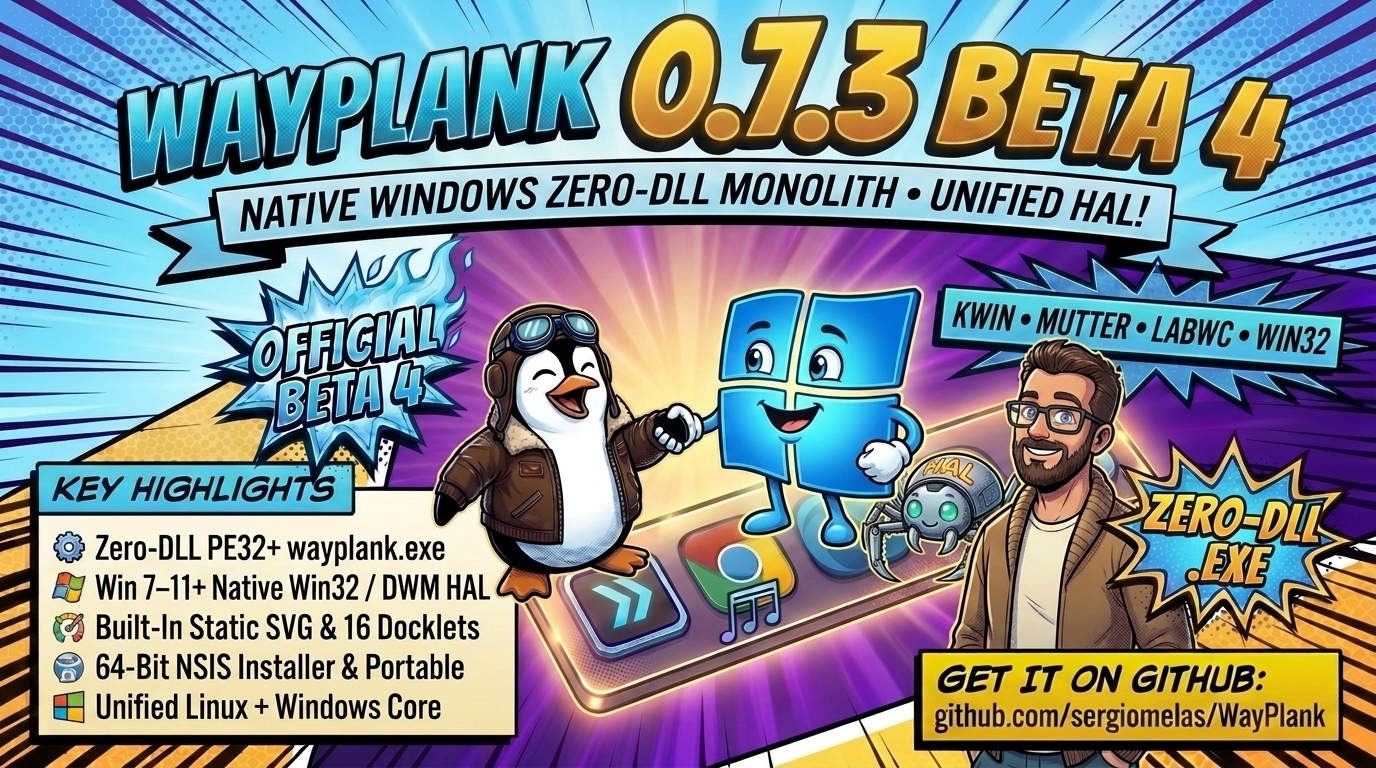 WAYPLANK 0.7.3 BETA 4
NATIVE WINDOWS ZERO-DLL MONOLITH • UNIFIED HAL!
OFFICIAL
BETA 4
KWIN • MUTTER • LABWC • WIN32
HAL
ZERO-DLL
.EXE
KEY HIGHLIGHTS
Zero-DLL PE32+ wayplank.exe
Win 7–11+ Native Win32 / DWM HAL
Built-In Static SVG & 16 Docklets
64-Bit NSIS Installer & Portable
Unified Linux + Windows Core
GET IT ON GITHUB:
github.com/sergiomelas/WayPlank